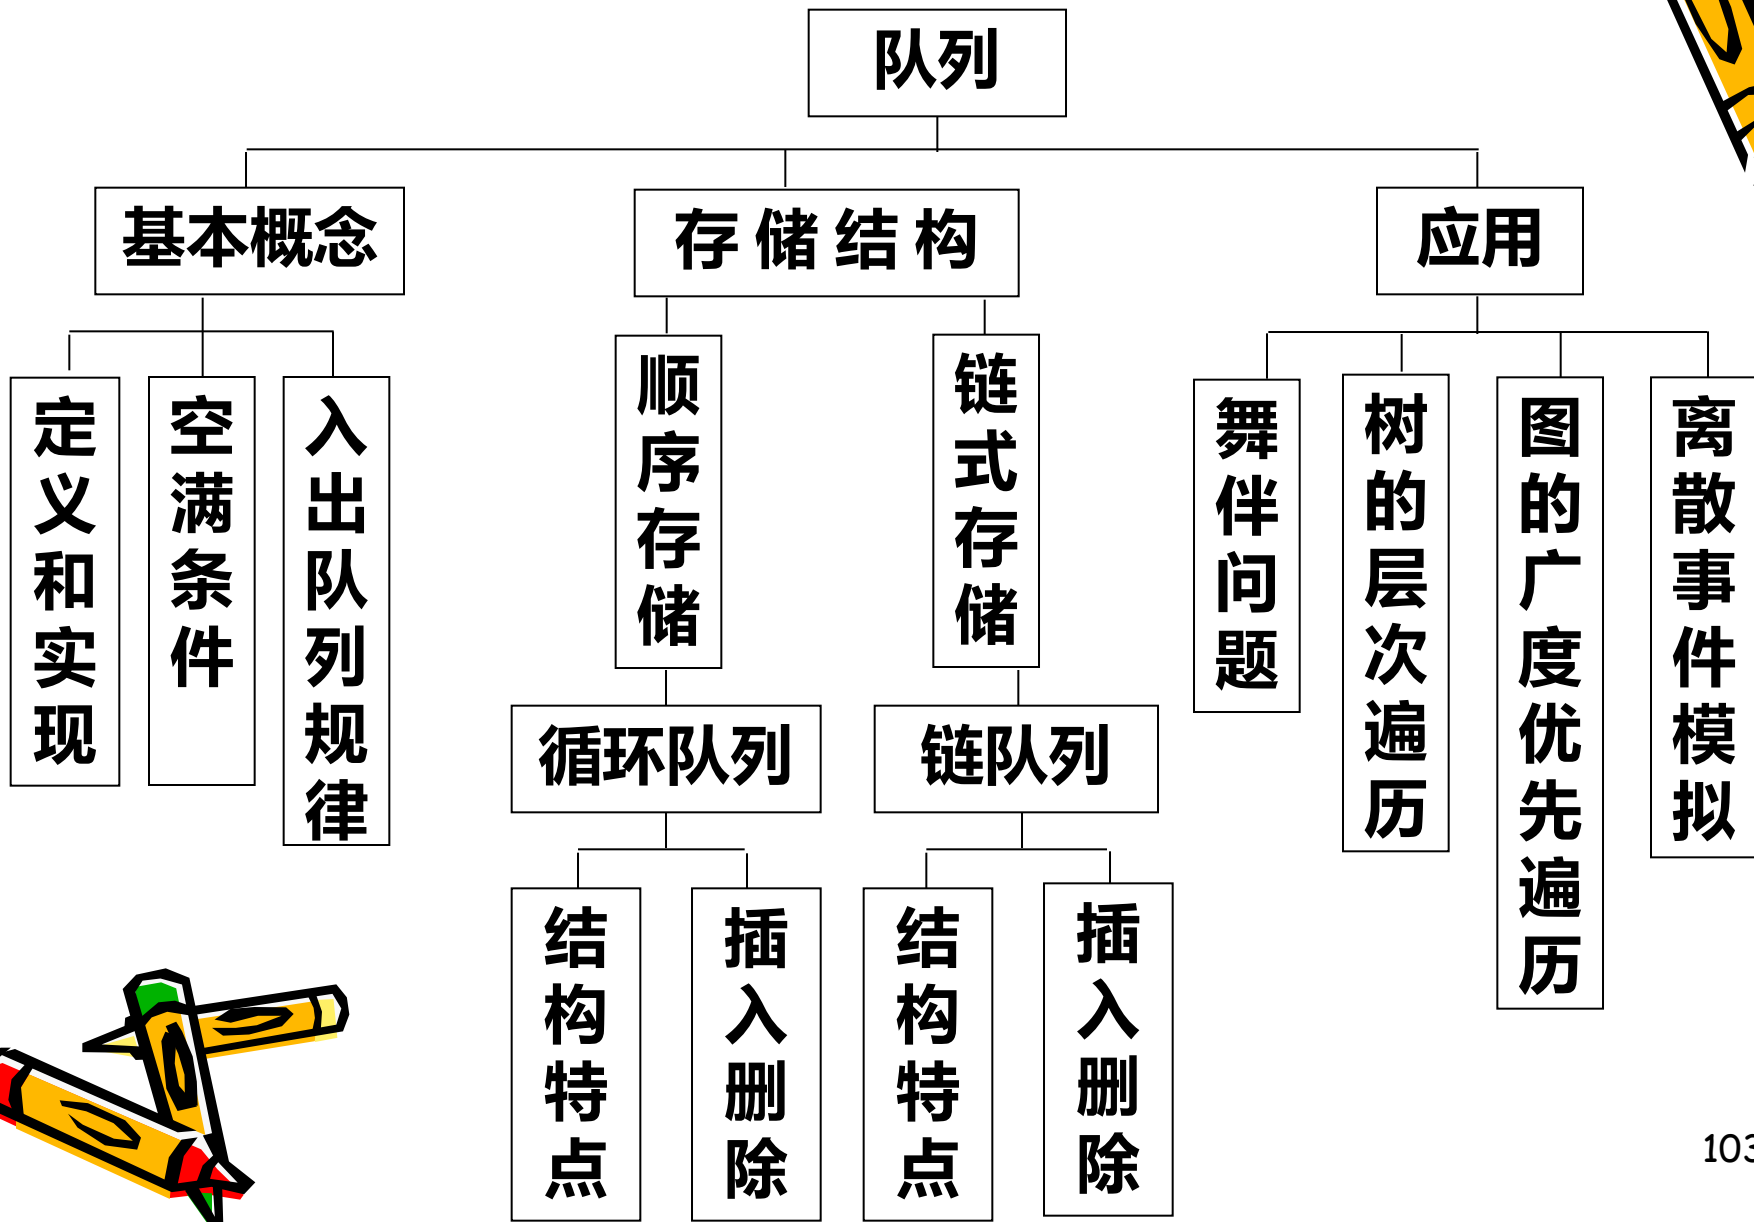 队列
基本概念
存储结构
应用
定义和实现
空满条件
入出队列规律
顺序存储
链式存储
舞伴问题
树的层次遍历
图的广度优先遍历
离散事件模拟
循环队列
链队列
结构特点
插入删除
结构特点
插入删除
103